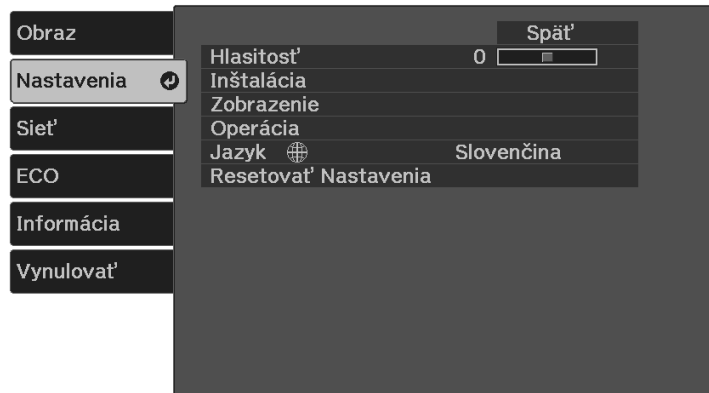 Obraz
Nastavenia
Sieť
ECO
Informácia
Vynulovať
Späť
Hlasitosť 0
Inštalácia
Zobrazenie
Operácia
Jazyk Slovenčina
Resetovať Nastavenia